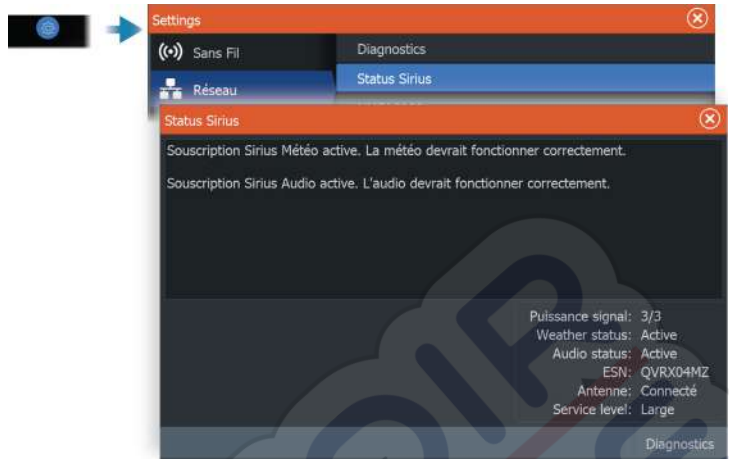 Settings
Sans Fil
Diagnostics
Réseau
Status Sirius
Status Sirius
Souscription Sirius Météo active. La météo devrait fonctionner correctement.
Souscription Sirius Audio active. L'audio devrait fonctionner correctement.
Puissance signal: 3/3
Weather status: Active
Audio status: Active
ESN: QVRX04MZ
Antenne: Connecté
Service level: Large
Diagnostics